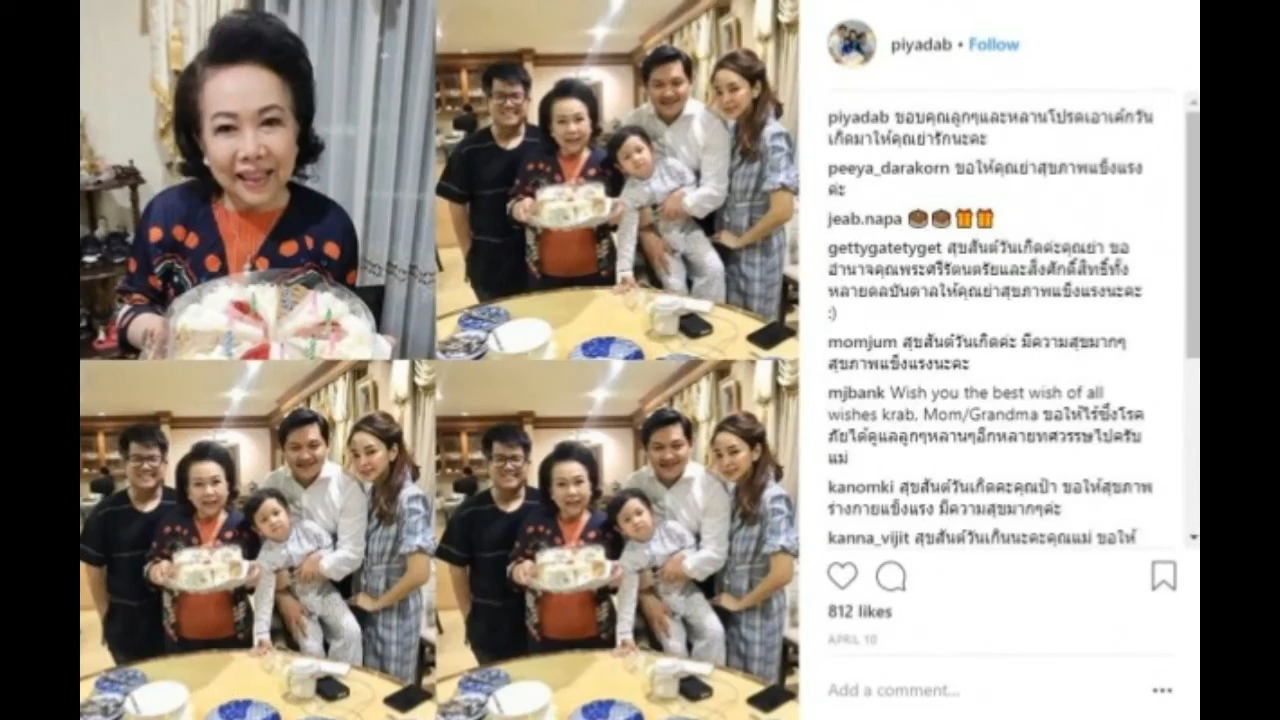 piyadab • Follow
piyadab ขอบคุณลูกๆและหลานโปรดเอาเค้กวัน
เกิดมาให้คุณย่ารักนะคะ
peeya_darakorn ขอให้คุณย่าสุขภาพแข็งแรง
ค่ะ
jeab.napa 🎂🎂🎁🎁
gettygatetyget สุขสันต์วันเกิดค่ะคุณย่า ขอ
อำนาจคุณพระศรีรัตนตรัยและสิ่งศักดิ์สิทธิ์ทั้ง
หลายดลบันดาลให้คุณย่าสุขภาพแข็งแรงนะคะ
:)
momjum สุขสันต์วันเกิดค่ะ มีความสุขมากๆ
สุขภาพแข็งแรงนะคะ
mjbank Wish you the best wish of all
wishes krab, Mom/Grandma ขอให้ไร้ซึ่งโรค
ภัยได้ดูแลลูกๆหลานๆอีกหลายทศวรรษไปครับ
แม่
kanomki สุขสันต์วันเกิดคะคุณป้า ขอให้สุขภาพ
ร่างกายแข็งแรง มีความสุขมากๆค่ะ
kanna_vijit สุขสันต์วันเกินนะคะคุณแม่ ขอให้
812 likes
APRIL 10
Add a comment...